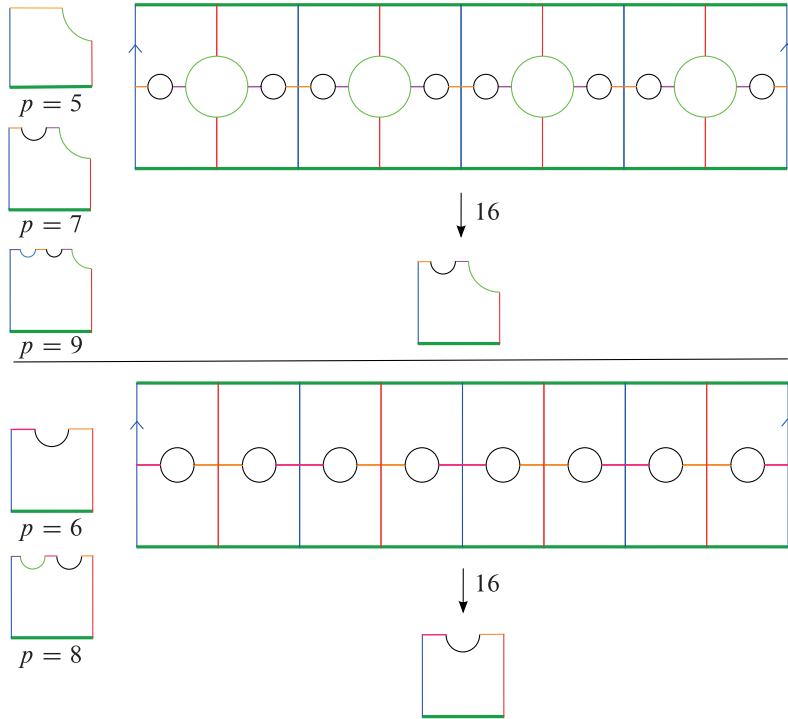 p = 5
p = 7
16
p = 9
p = 6
16
p = 8